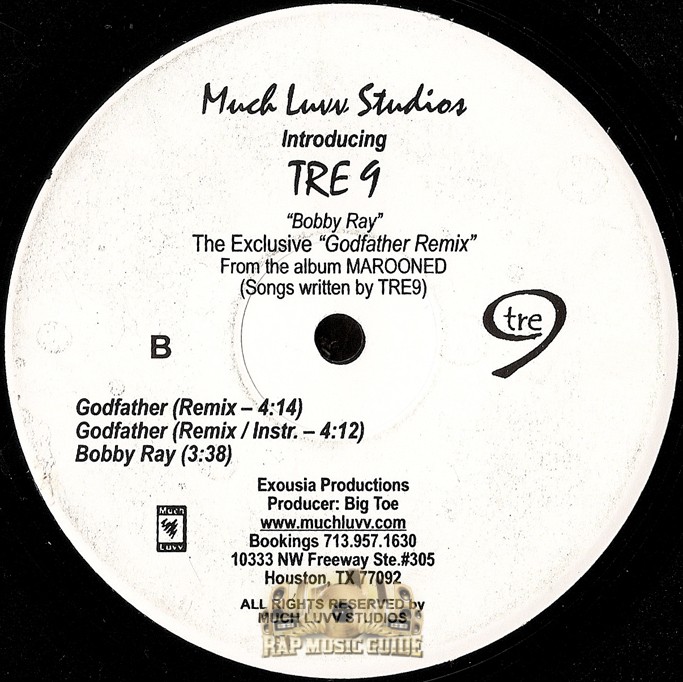 Much Luvv Studios
Introducing
TRE 9
“Bobby Ray”
The Exclusive “Godfather Remix”
From the album MAROONED
(Songs written by TRE9)
tre
9
B
Godfather (Remix – 4:14)
Godfather (Remix / Instr. – 4:12)
Bobby Ray (3:38)
Exousia Productions
Producer: Big Toe
www.muchluvv.com
Bookings 713.957.1630
10333 NW Freeway Ste.#305
Houston, TX 77092
Much
Luvv
ALL RIGHTS RESERVED by
MUCH LUVV STUDIOS
RAP MUSIC GUIDE